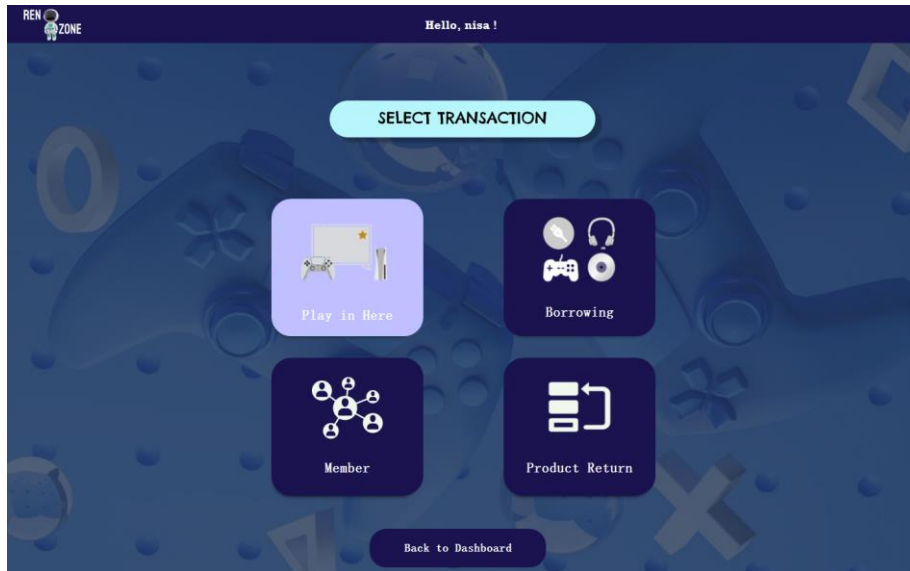 REN
ZONE
Hello, nisa !
SELECT TRANSACTION
Play in Here
Borrowing
Member
Product Return
Back to Dashboard